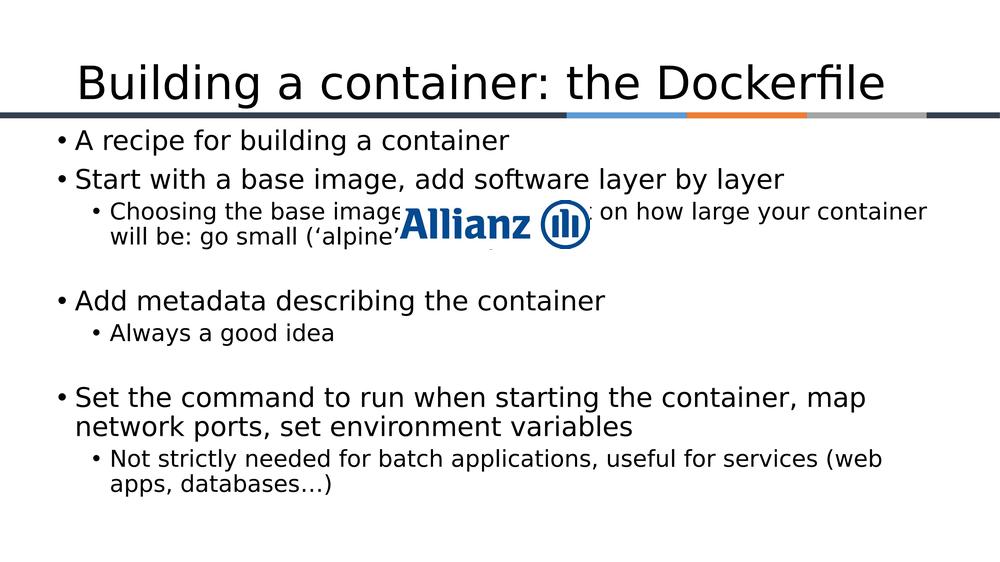 Building a container: the Dockerfile
• A recipe for building a container
• Start with a base image, add software layer by layer
• Choosing the base image on how large your container
will be: go small (‘alpine’
Allianz
• Add metadata describing the container
• Always a good idea
• Set the command to run when starting the container, map
network ports, set environment variables
• Not strictly needed for batch applications, useful for services (web
apps, databases…)